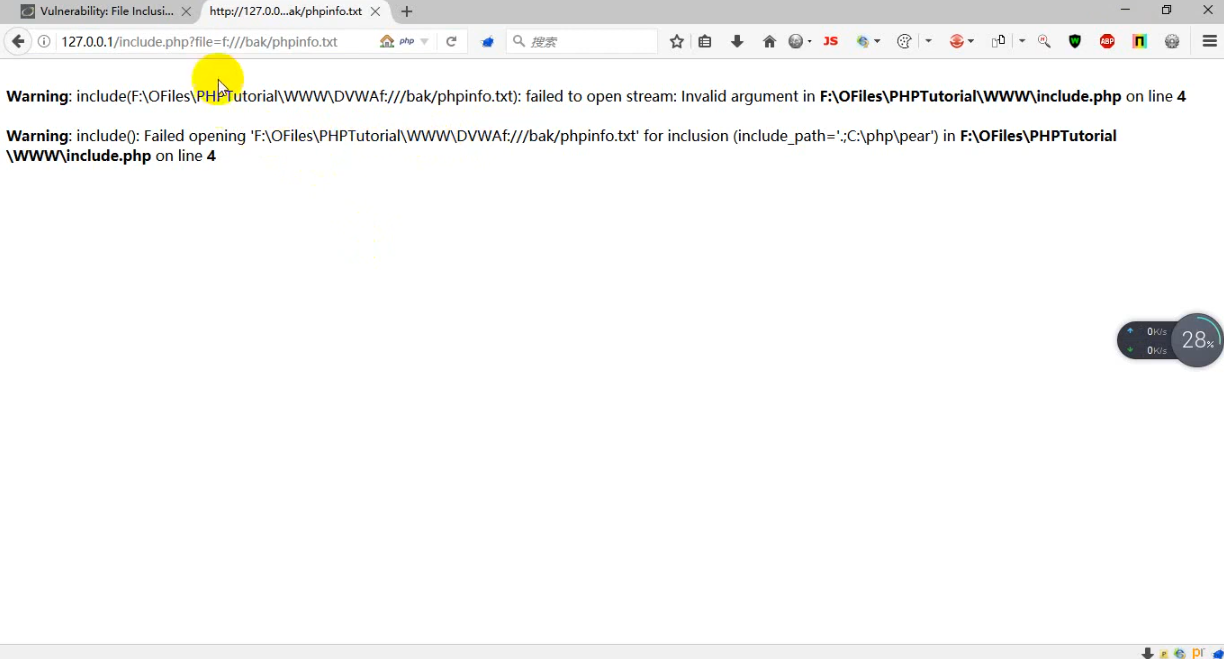 Vulnerability: File Inclusi...
http://127.0.0...ak/phpinfo.txt
127.0.0.1/include.php?file=f:///bak/phpinfo.txt
php
搜索
JS
W
ABP
n
Warning: include(F:\OFiles\PHPTutorial\WWW\DVWAf:///bak/phpinfo.txt): failed to open stream: Invalid argument in F:\OFiles\PHPTutorial\WWW\include.php on line 4
Warning: include(): Failed opening 'F:\OFiles\PHPTutorial\WWW\DVWAf:///bak/phpinfo.txt' for inclusion (include_path='.;C:\php\pear') in F:\OFiles\PHPTutorial
\WWW\include.php on line 4
0K/s
28%
0K/s
P
pr